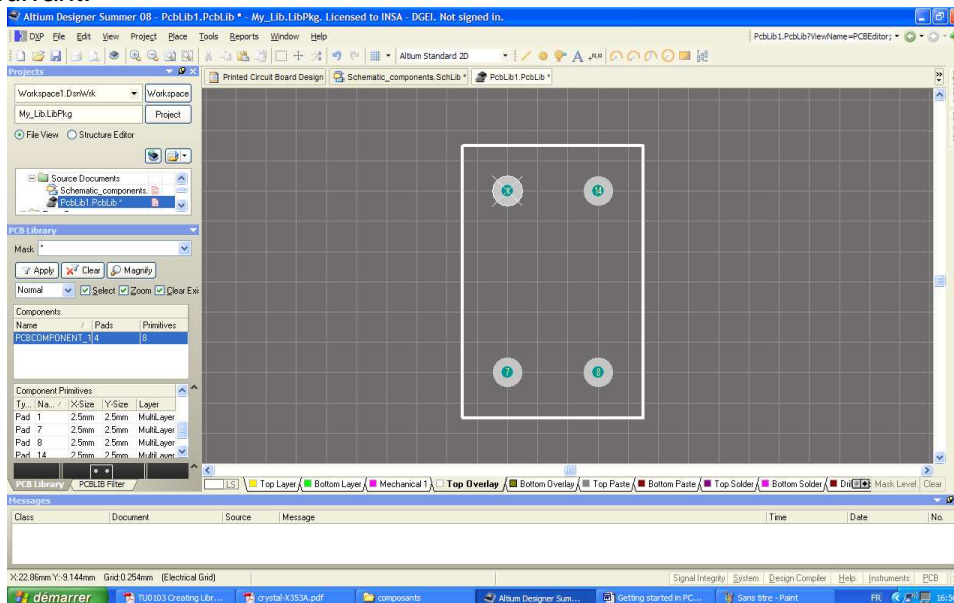 Altium Designer Summer 08 - PcbLib1.PcbLib * - My_Lib.LibPkg. Licensed to INSA - DGEI. Not signed in.
DXP File Edit View Project Place Tools Reports Window Help
PcbLib1.PcbLib?ViewName=PCBEditor;
Altium Standard 2D
Projects
Printed Circuit Board Design Schematic_components.SchLib * PcbLib1.PcbLib *
Workspace1.DsnWrk Workspace
My_Lib.LibPkg Project
File View Structure Editor
Source Documents
Schematic_components.
PcbLib1.PcbLib *
PCB Library
Mask *
Apply Clear Magnify
Normal Select Zoom Clear Exi
Components
Name Pads Primitives
PCBCOMPONENT_1 4 8
14
7 8
Component Primitives
Ty... Na... X-Size Y-Size Layer
Pad 1 2.5mm 2.5mm MultiLayer
Pad 7 2.5mm 2.5mm MultiLayer
Pad 8 2.5mm 2.5mm MultiLayer
Pad 14 2.5mm 2.5mm MultiLayer
PCB Library PCBLIB Filter
LS Top Layer Bottom Layer Mechanical 1 Top Overlay Bottom Overlay Top Paste Bottom Paste Top Solder Bottom Solder Dril Mask Level Clear
Messages
Class Document Source Message Time Date No.
X:22.86mm Y:-9.144mm Grid:0.254mm (Electrical Grid)
Signal Integrity System Design Compiler Help Instruments PCB
démarrer TU0103 Creating Libr... crystal-X353A.pdf composants Altium Designer Sum... Getting started in PC... Sans titre - Paint FR